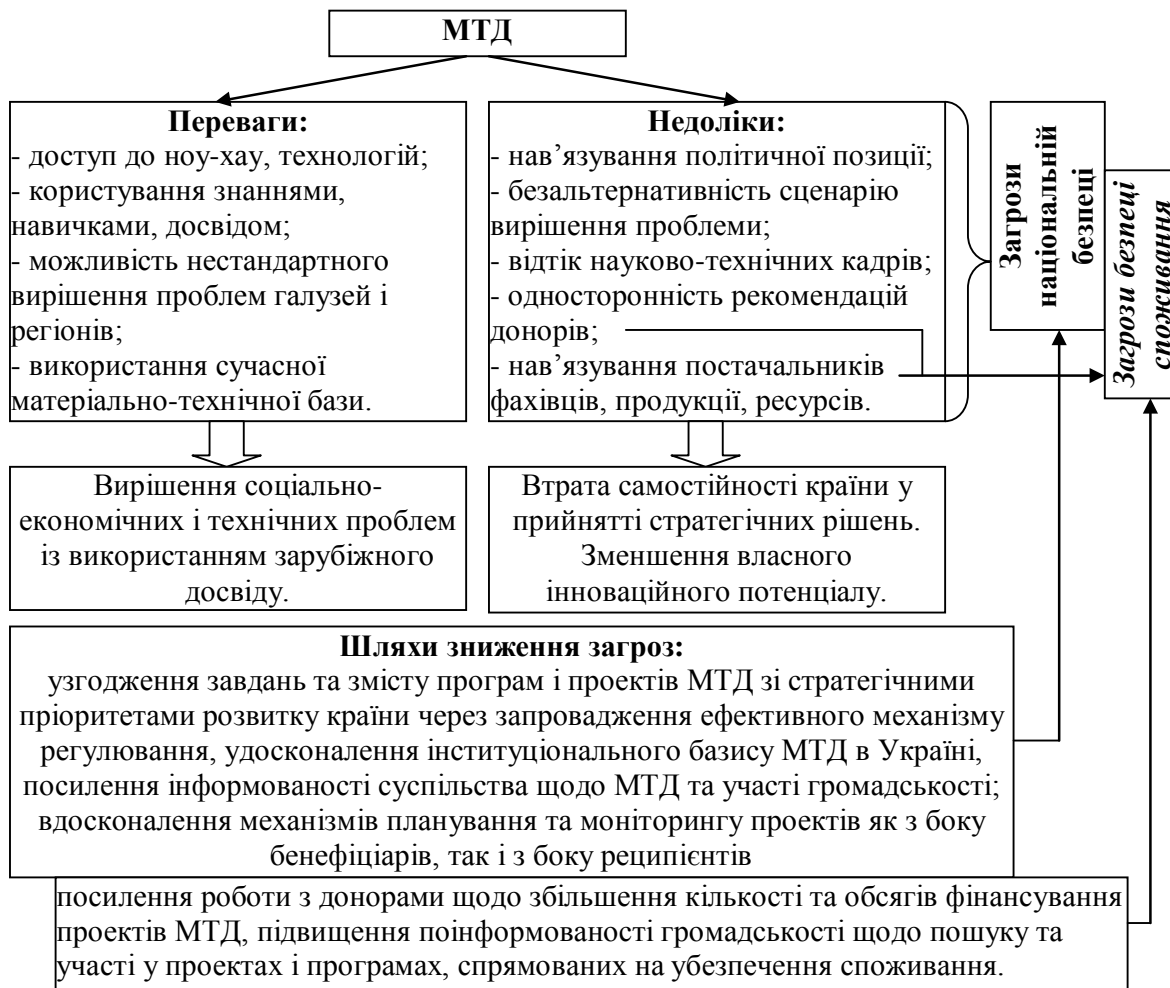 МТД
Переваги:
- доступ до ноу-хау, технологій;
- користування знаннями,
навичками, досвідом;
- можливість нестандартного
вирішення проблем галузей і
регіонів;
- використання сучасної
матеріально-технічної бази.
Недоліки:
- нав’язування політичної позиції;
- безальтернативність сценарію
вирішення проблеми;
- відтік науково-технічних кадрів;
- односторонність рекомендацій
донорів;
- нав’язування постачальників
фахівців, продукції, ресурсів.
Загрози
національній
безпеці
Загрози безпеці
споживання
Вирішення соціально-
економічних і технічних проблем
із використанням зарубіжного
досвіду.
Втрата самостійності країни у
прийнятті стратегічних рішень.
Зменшення власного
інноваційного потенціалу.
Шляхи зниження загроз:
узгодження завдань та змісту програм і проектів МТД зі стратегічними
пріоритетами розвитку країни через запровадження ефективного механізму
регулювання, удосконалення інституціонального базису МТД в Україні,
посилення інформованості суспільства щодо МТД та участі громадськості;
вдосконалення механізмів планування та моніторингу проектів як з боку
бенефіціарів, так і з боку реципієнтів
посилення роботи з донорами щодо збільшення кількості та обсягів фінансування
проектів МТД, підвищення поінформованості громадськості щодо пошуку та
участі у проектах і програмах, спрямованих на убезпечення споживання.